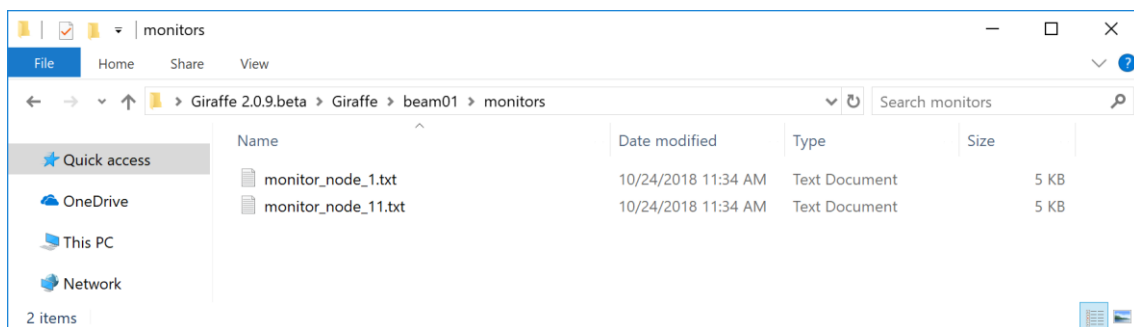 monitors
File Home Share View
Giraffe 2.0.9.beta > Giraffe > beam01 > monitors Search monitors
Name Date modified Type Size
Quick access
monitor_node_1.txt 10/24/2018 11:34 AM Text Document 5 KB
OneDrive
monitor_node_11.txt 10/24/2018 11:34 AM Text Document 5 KB
This PC
Network
2 items